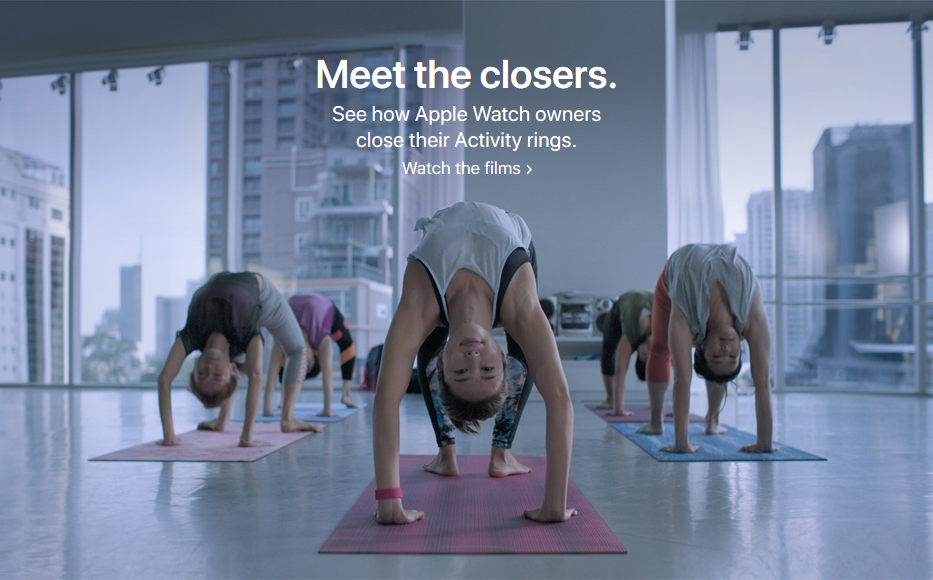 Meet the closers.
See how Apple Watch owners
close their Activity rings.
Watch the films ›